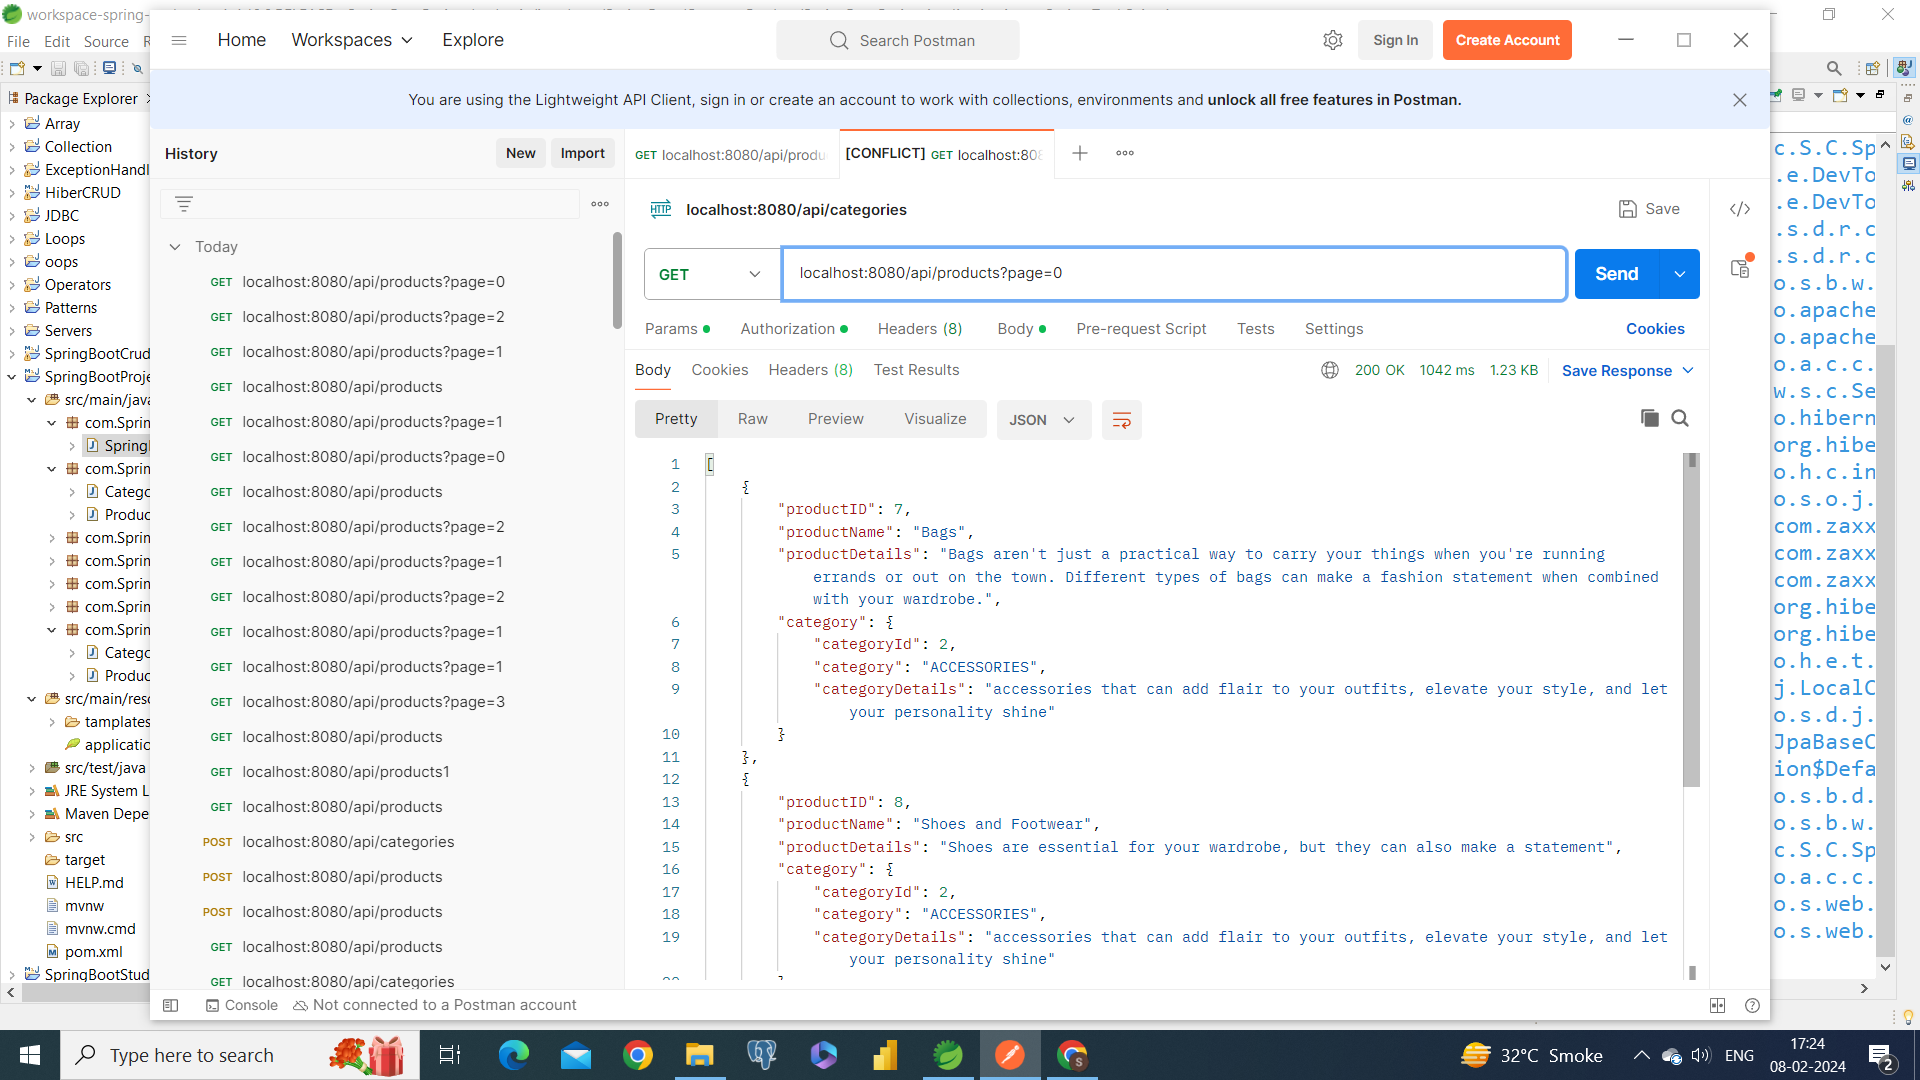 workspace-spring-
File Edit Source
Package Explorer
Array
Collection
ExceptionHandl
HiberCRUD
JDBC
Loops
oops
Operators
Patterns
Servers
SpringBootCrud
SpringBootProje
src/main/java
com.Sprin
Spring
com.Sprin
Catego
Produc
com.Sprin
com.Sprin
com.Sprin
com.Sprin
com.Sprin
Catego
Produc
src/main/reso
tamplates
applicatio
src/test/java
JRE System L
Maven Depe
src
target
HELP.md
mvnw
mvnw.cmd
pom.xml
SpringBootStud
Home Workspaces Explore
Search Postman
Sign In Create Account
You are using the Lightweight API Client, sign in or create an account to work with collections, environments and unlock all free features in Postman.
History New Import
Today
GET localhost:8080/api/products?page=0
GET localhost:8080/api/products?page=2
GET localhost:8080/api/products?page=1
GET localhost:8080/api/products
GET localhost:8080/api/products?page=1
GET localhost:8080/api/products?page=0
GET localhost:8080/api/products
GET localhost:8080/api/products?page=2
GET localhost:8080/api/products?page=1
GET localhost:8080/api/products?page=2
GET localhost:8080/api/products?page=1
GET localhost:8080/api/products?page=1
GET localhost:8080/api/products?page=3
GET localhost:8080/api/products
GET localhost:8080/api/products1
GET localhost:8080/api/products
POST localhost:8080/api/categories
POST localhost:8080/api/products
POST localhost:8080/api/products
GET localhost:8080/api/products
GET localhost:8080/api/categories
GET localhost:8080/api/produ [CONFLICT] GET localhost:808
HTTP localhost:8080/api/categories Save
GET localhost:8080/api/products?page=0 Send
Params Authorization Headers (8) Body Pre-request Script Tests Settings Cookies
Body Cookies Headers (8) Test Results 200 OK 1042 ms 1.23 KB Save Response
Pretty Raw Preview Visualize JSON
1 [
2 {
3 "productID": 7,
4 "productName": "Bags",
5 "productDetails": "Bags aren't just a practical way to carry your things when you're running
errands or out on the town. Different types of bags can make a fashion statement when combined
with your wardrobe.",
6 "category": {
7 "categoryId": 2,
8 "category": "ACCESSORIES",
9 "categoryDetails": "accessories that can add flair to your outfits, elevate your style, and let
your personality shine"
10 }
11 },
12 {
13 "productID": 8,
14 "productName": "Shoes and Footwear",
15 "productDetails": "Shoes are essential for your wardrobe, but they can also make a statement",
16 "category": {
17 "categoryId": 2,
18 "category": "ACCESSORIES",
19 "categoryDetails": "accessories that can add flair to your outfits, elevate your style, and let
your personality shine"
Console Not connected to a Postman account
c.S.C.Sp
.e.DevTo
.e.DevTo
.s.d.r.c
.s.d.r.c
o.s.b.w.
o.apache
o.apache
o.a.c.c.
w.s.c.Se
o.hibern
org.hibe
o.h.c.in
o.s.o.j.
com.zaxx
com.zaxx
com.zaxx
org.hibe
org.hibe
o.h.e.t.
j.LocalC
o.s.d.j.
JpaBaseC
ion$Defa
o.s.b.d.
o.s.b.w.
c.S.C.Sp
o.a.c.c.
o.s.web.
o.s.web.
Type here to search
32°C Smoke
ENG
17:24
08-02-2024
2